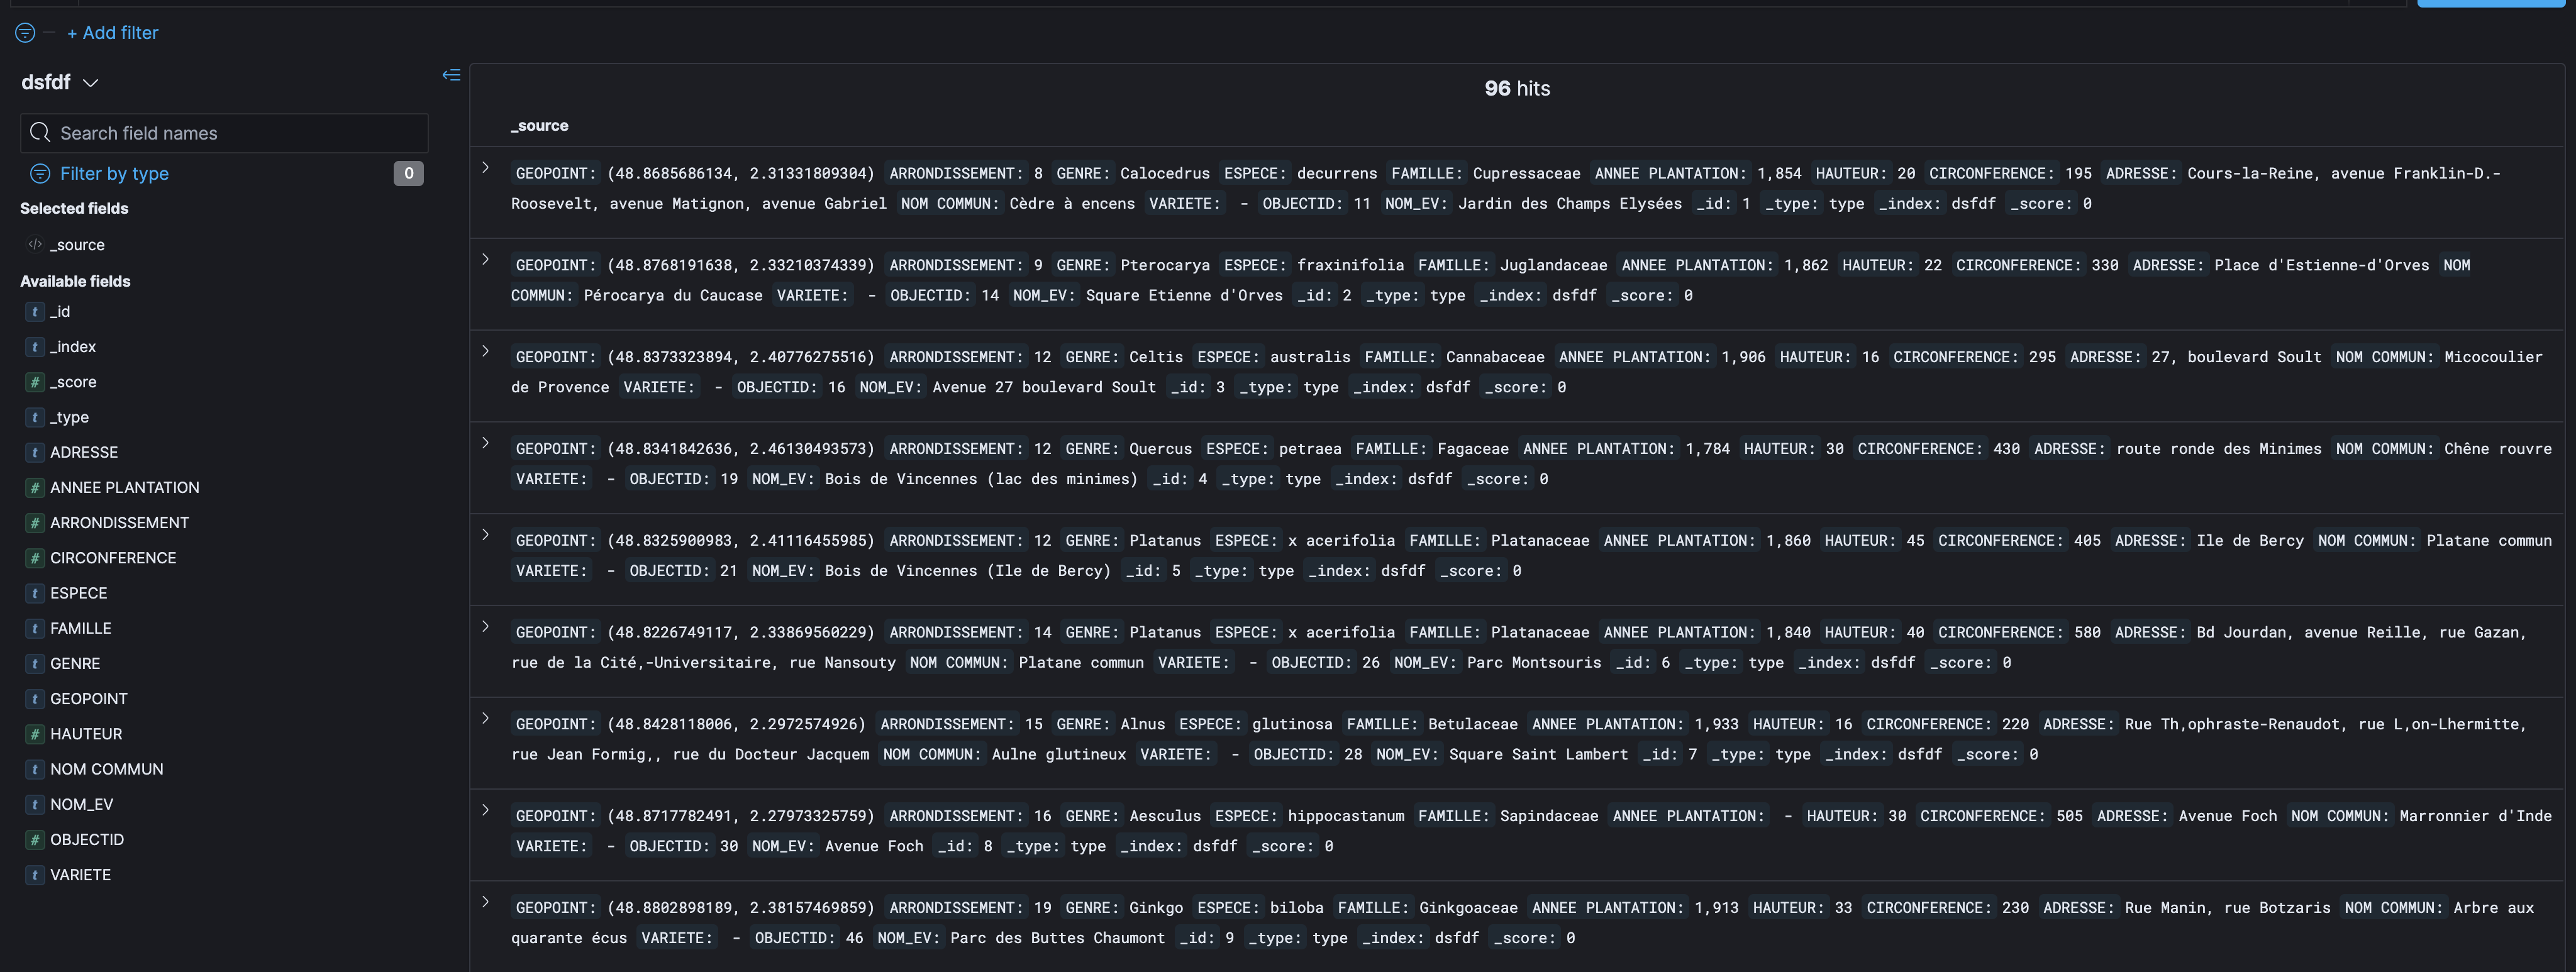 + Add filter
dsfdf
Search field names
Filter by type 0
Selected fields
_source
Available fields
t _id
t _index
# _score
t _type
t ADRESSE
# ANNEE PLANTATION
# ARRONDISSEMENT
# CIRCONFERENCE
t ESPECE
t FAMILLE
t GENRE
t GEOPOINT
# HAUTEUR
t NOM COMMUN
t NOM_EV
# OBJECTID
t VARIETE
96 hits
_source
GEOPOINT: (48.8685686134, 2.31331809304) ARRONDISSEMENT: 8 GENRE: Calocedrus ESPECE: decurrens FAMILLE: Cupressaceae ANNEE PLANTATION: 1,854 HAUTEUR: 20 CIRCONFERENCE: 195 ADRESSE: Cours-la-Reine, avenue Franklin-D.-
Roosevelt, avenue Matignon, avenue Gabriel NOM COMMUN: Cèdre à encens VARIETE: - OBJECTID: 11 NOM_EV: Jardin des Champs Elysées _id: 1 _type: type _index: dsfdf _score: 0
GEOPOINT: (48.8768191638, 2.33210374339) ARRONDISSEMENT: 9 GENRE: Pterocarya ESPECE: fraxinifolia FAMILLE: Juglandaceae ANNEE PLANTATION: 1,862 HAUTEUR: 22 CIRCONFERENCE: 330 ADRESSE: Place d'Estienne-d'Orves NOM
COMMUN: Pérocarya du Caucase VARIETE: - OBJECTID: 14 NOM_EV: Square Etienne d'Orves _id: 2 _type: type _index: dsfdf _score: 0
GEOPOINT: (48.8373323894, 2.40776275516) ARRONDISSEMENT: 12 GENRE: Celtis ESPECE: australis FAMILLE: Cannabaceae ANNEE PLANTATION: 1,906 HAUTEUR: 16 CIRCONFERENCE: 295 ADRESSE: 27, boulevard Soult NOM COMMUN: Micocoulier
de Provence VARIETE: - OBJECTID: 16 NOM_EV: Avenue 27 boulevard Soult _id: 3 _type: type _index: dsfdf _score: 0
GEOPOINT: (48.8341842636, 2.46130493573) ARRONDISSEMENT: 12 GENRE: Quercus ESPECE: petraea FAMILLE: Fagaceae ANNEE PLANTATION: 1,784 HAUTEUR: 30 CIRCONFERENCE: 430 ADRESSE: route ronde des Minimes NOM COMMUN: Chêne rouvre
VARIETE: - OBJECTID: 19 NOM_EV: Bois de Vincennes (lac des minimes) _id: 4 _type: type _index: dsfdf _score: 0
GEOPOINT: (48.8325900983, 2.41116455985) ARRONDISSEMENT: 12 GENRE: Platanus ESPECE: x acerifolia FAMILLE: Platanaceae ANNEE PLANTATION: 1,860 HAUTEUR: 45 CIRCONFERENCE: 405 ADRESSE: Ile de Bercy NOM COMMUN: Platane commun
VARIETE: - OBJECTID: 21 NOM_EV: Bois de Vincennes (Ile de Bercy) _id: 5 _type: type _index: dsfdf _score: 0
GEOPOINT: (48.8226749117, 2.33869560229) ARRONDISSEMENT: 14 GENRE: Platanus ESPECE: x acerifolia FAMILLE: Platanaceae ANNEE PLANTATION: 1,840 HAUTEUR: 40 CIRCONFERENCE: 580 ADRESSE: Bd Jourdan, avenue Reille, rue Gazan,
rue de la Cité,-Universitaire, rue Nansouty NOM COMMUN: Platane commun VARIETE: - OBJECTID: 26 NOM_EV: Parc Montsouris _id: 6 _type: type _index: dsfdf _score: 0
GEOPOINT: (48.8428118006, 2.2972574926) ARRONDISSEMENT: 15 GENRE: Alnus ESPECE: glutinosa FAMILLE: Betulaceae ANNEE PLANTATION: 1,933 HAUTEUR: 16 CIRCONFERENCE: 220 ADRESSE: Rue Th,ophraste-Renaudot, rue L,on-Lhermitte,
rue Jean Formig,, rue du Docteur Jacquem NOM COMMUN: Aulne glutineux VARIETE: - OBJECTID: 28 NOM_EV: Square Saint Lambert _id: 7 _type: type _index: dsfdf _score: 0
GEOPOINT: (48.8717782491, 2.27973325759) ARRONDISSEMENT: 16 GENRE: Aesculus ESPECE: hippocastanum FAMILLE: Sapindaceae ANNEE PLANTATION: - HAUTEUR: 30 CIRCONFERENCE: 505 ADRESSE: Avenue Foch NOM COMMUN: Marronnier d'Inde
VARIETE: - OBJECTID: 30 NOM_EV: Avenue Foch _id: 8 _type: type _index: dsfdf _score: 0
GEOPOINT: (48.8802898189, 2.38157469859) ARRONDISSEMENT: 19 GENRE: Ginkgo ESPECE: biloba FAMILLE: Ginkgoaceae ANNEE PLANTATION: 1,913 HAUTEUR: 33 CIRCONFERENCE: 230 ADRESSE: Rue Manin, rue Botzaris NOM COMMUN: Arbre aux
quarante écus VARIETE: - OBJECTID: 46 NOM_EV: Parc des Buttes Chaumont _id: 9 _type: type _index: dsfdf _score: 0